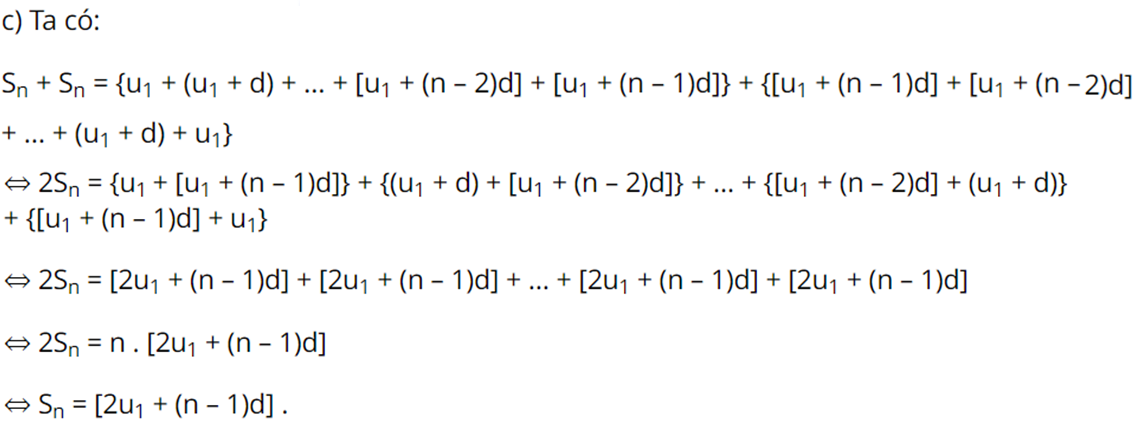 c) Ta có:
Sₙ + Sₙ = {u₁ + (u₁ + d) + ... + [u₁ + (n – 2)d] + [u₁ + (n – 1)d]} + {[u₁ + (n – 1)d] + [u₁ + (n – 2)d]
+ ... + (u₁ + d) + u₁}
⇔ 2Sₙ = {u₁ + [u₁ + (n – 1)d]} + {(u₁ + d) + [u₁ + (n – 2)d]} + ... + {[u₁ + (n – 2)d] + (u₁ + d)}
+ {[u₁ + (n – 1)d] + u₁}
⇔ 2Sₙ = [2u₁ + (n – 1)d] + [2u₁ + (n – 1)d] + ... + [2u₁ + (n – 1)d] + [2u₁ + (n – 1)d]
⇔ 2Sₙ = n . [2u₁ + (n – 1)d]
⇔ Sₙ = [2u₁ + (n – 1)d] .